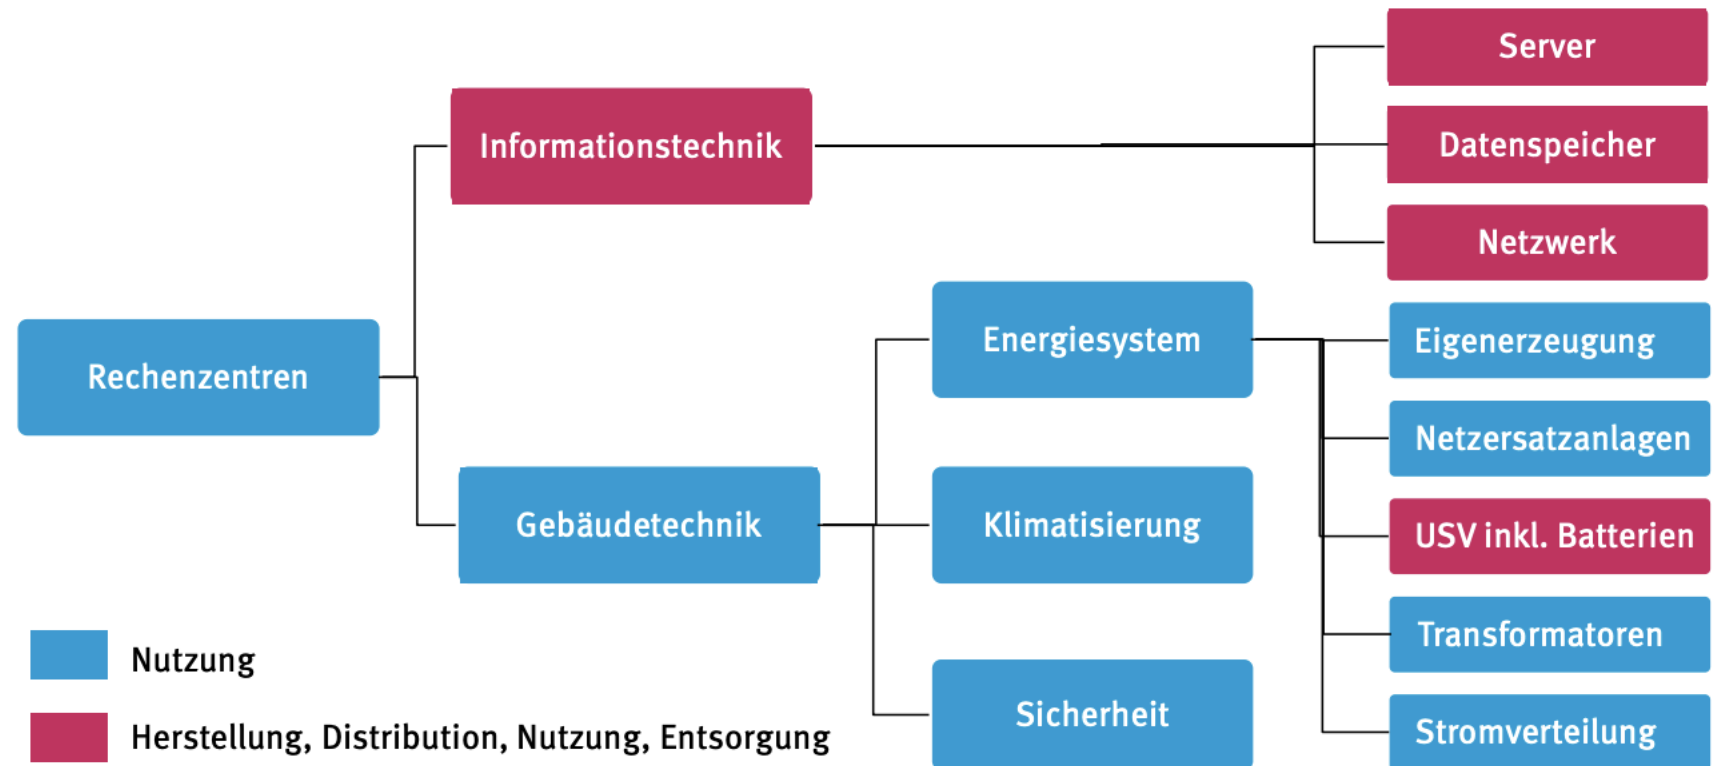 Server
Informationstechnik
Datenspeicher
Netzwerk
Rechenzentren
Energiesystem
Eigenerzeugung
Netzersatzanlagen
Gebäudetechnik
Klimatisierung
USV inkl. Batterien
Transformatoren
Sicherheit
Stromverteilung
Nutzung
Herstellung, Distribution, Nutzung, Entsorgung